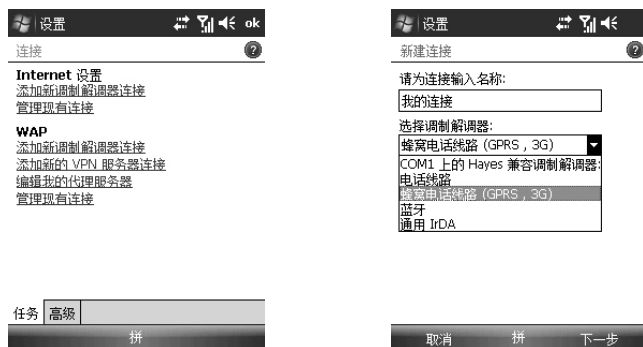 设置 ok
连接
Internet 设置
添加新调制解调器连接
管理现有连接
WAP
添加新调制解调器连接
添加新的 VPN 服务器连接
编辑我的代理服务器
管理现有连接
任务 高级
拼
设置
新建连接
请为连接输入名称:
我的连接
选择调制解调器:
蜂窝电话线路 (GPRS , 3G)
COM1 上的 Hayes 兼容调制解调器:
电话线路
蜂窝电话线路 (GPRS , 3G)
蓝牙
通用 IrDA
取消 拼 下一步